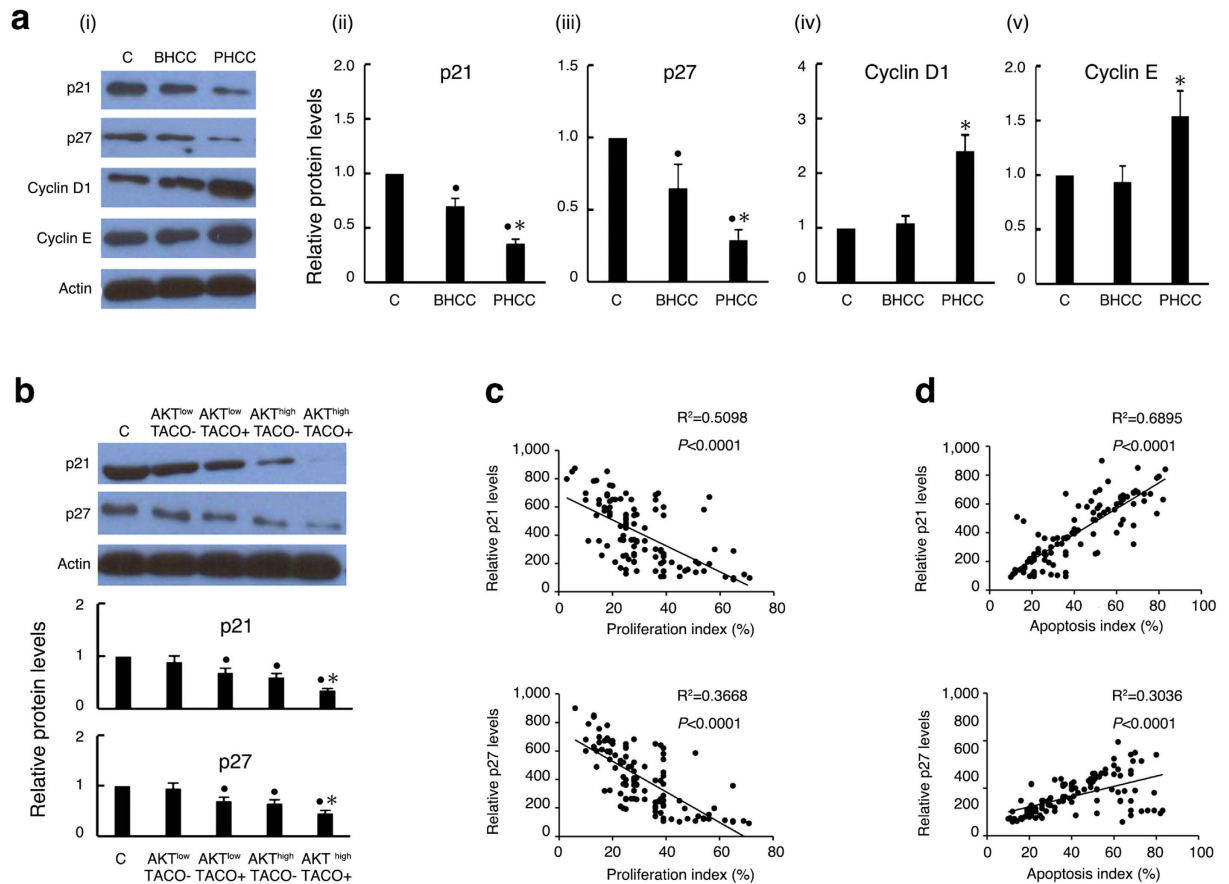 a
(i)
(ii)
(iii)
(iv)
(v)
C BHCC PHCC
p21
p27
Cyclin D1
Cyclin E
Actin
Relative protein levels
p21
2.0
1.5
1.0
0.5
0
C BHCC PHCC
p27
1.5
1.0
0.5
0
C BHCC PHCC
Cyclin D1
4
3
2
1
0
C BHCC PHCC
Cyclin E
2.0
1.5
1.0
0.5
0
C BHCC PHCC
*
*
*
*
b
C AKTlow AKTlow AKThigh AKThigh
TACO- TACO+ TACO- TACO+
p21
p27
Actin
Relative protein levels
p21
2
1
0
*
p27
2
1
0
*
C AKTlow AKTlow AKThigh AKT high
TACO- TACO+ TACO- TACO+
c
R2=0.5098
P<0.0001
Relative p21 levels
1,000
800
600
400
200
0
0 20 40 60 80
Proliferation index (%)
R2=0.3668
P<0.0001
Relative p27 levels
1,000
800
600
400
200
0
0 20 40 60 80
Proliferation index (%)
d
R2=0.6895
P<0.0001
Relative p21 levels
1,000
800
600
400
200
0
0 20 40 60 80 100
Apoptosis index (%)
R2=0.3036
P<0.0001
Relative p27 levels
1,000
800
600
400
200
0
0 20 40 60 80 100
Apoptosis index (%)